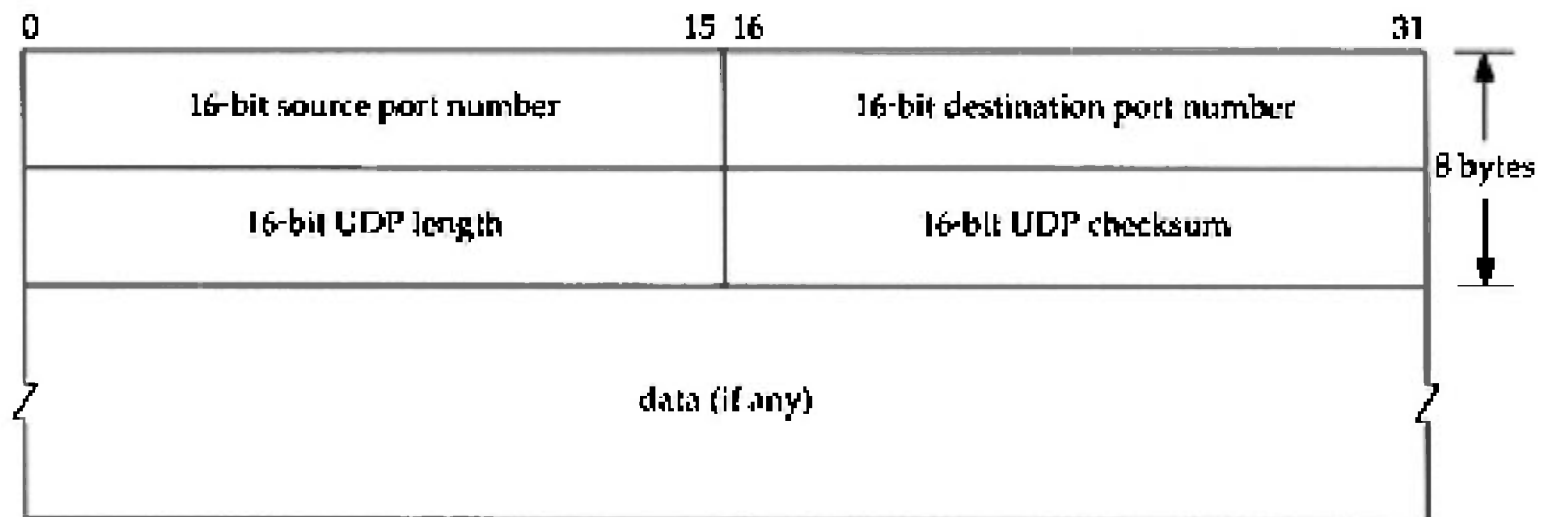 0 15 16 31
16-bit source port number 16-bit destination port number
8 bytes
16-bit UDP length 16-bit UDP checksum
data (if any)